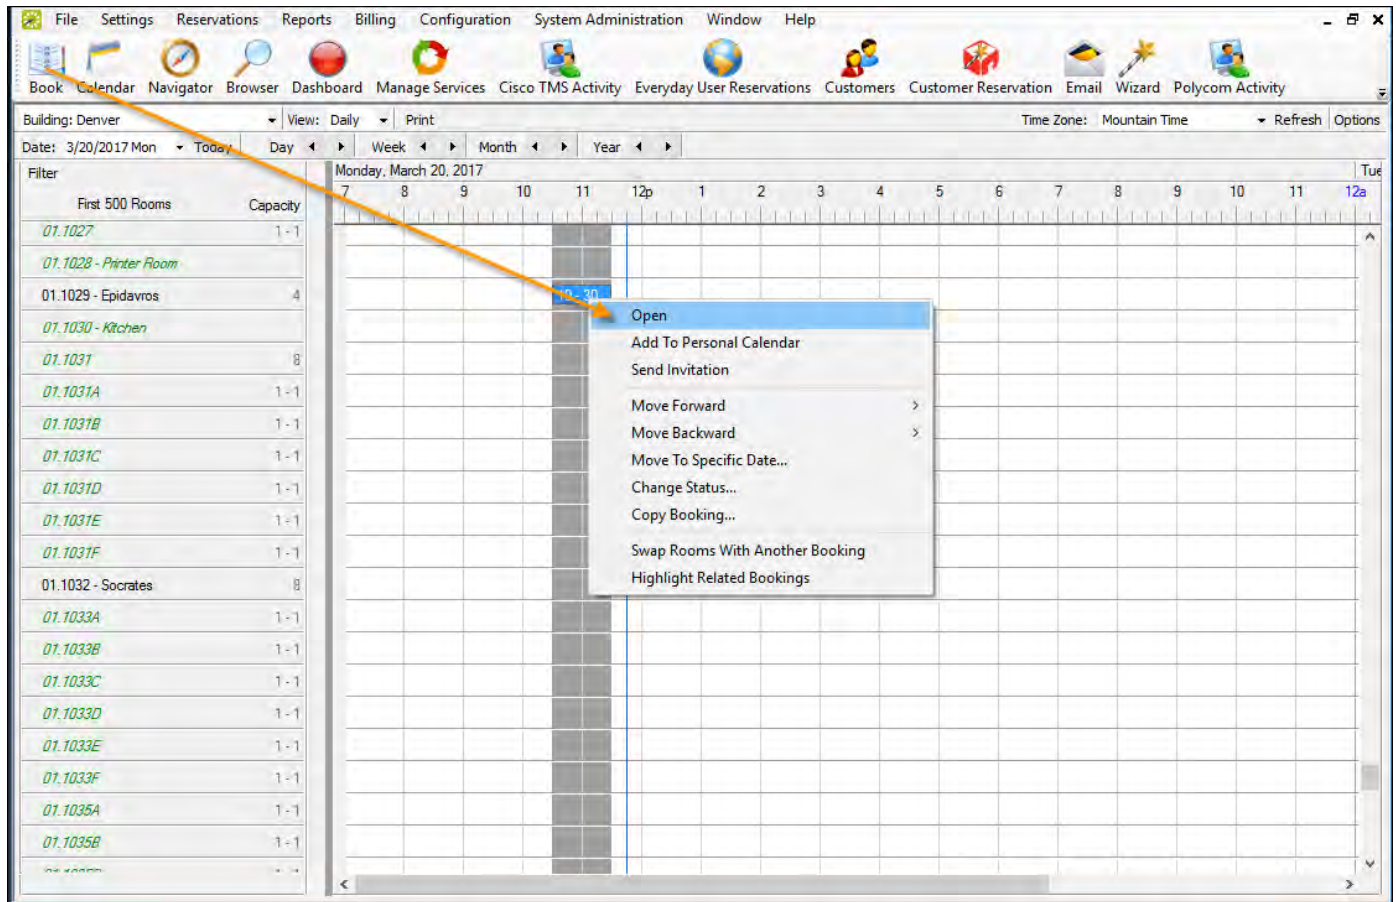 File Settings Reservations Reports Billing Configuration System Administration Window Help
Book Calendar Navigator Browser Dashboard Manage Services Cisco TMS Activity Everyday User Reservations Customers Customer Reservation Email Wizard Polycom Activity
Building: Denver View: Daily Print Time Zone: Mountain Time Refresh Options
Date: 3/20/2017 Mon Today Day Week Month Year
Filter Monday, March 20, 2017 Tue
First 500 Rooms Capacity 7 8 9 10 11 12p 1 2 3 4 5 6 7 8 9 10 11 12a
01.1027 1 - 1
01.1028 - Printer Room
01.1029 - Epidavros 4
01.1030 - Kitchen
01.1031 8
01.1031A 1 - 1
01.1031B 1 - 1
01.1031C 1 - 1
01.1031D 1 - 1
01.1031E 1 - 1
01.1031F 1 - 1
01.1032 - Socrates 8
01.1033A 1 - 1
01.1033B 1 - 1
01.1033C 1 - 1
01.1033D 1 - 1
01.1033E 1 - 1
01.1033F 1 - 1
01.1035A 1 - 1
01.1035B 1 - 1
Open
Add To Personal Calendar
Send Invitation
Move Forward
Move Backward
Move To Specific Date...
Change Status...
Copy Booking...
Swap Rooms With Another Booking
Highlight Related Bookings